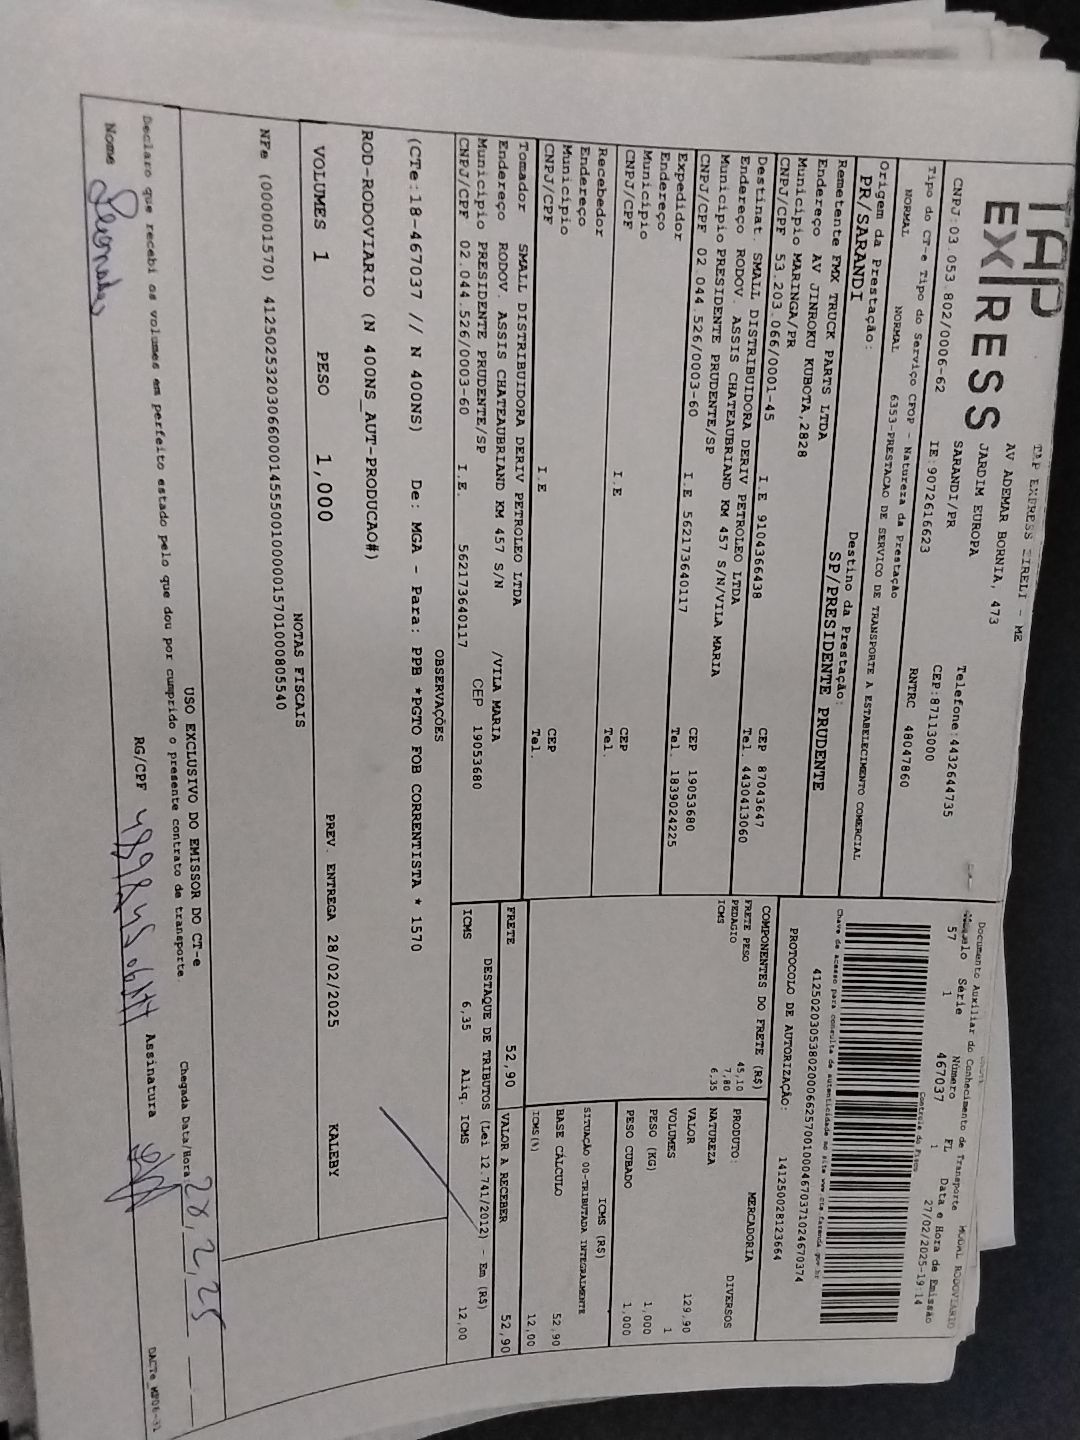 TAP EXPRESS
TAP EXPRESS EIRELI - ME
AV ADEMAR BORNIA, 473
JARDIM EUROPA
SARANDI/PR
Telefone:4432644735
CNPJ:03.053.802/0006-62
IE:9072616623
CEP:87113000
Tipo do CT-e Tipo do Serviço CFOP - Natureza da Prestação
RNTRC 48047860
NORMAL NORMAL 6353-PRESTACAO DE SERVICO DE TRANSPORTE A ESTABELECIMENTO COMERCIAL
Origem da Prestação:
PR/SARANDI
Destino da Prestação:
SP/PRESIDENTE PRUDENTE
Documento Auxiliar do Conhecimento de Transporte
MODAL RODOVIARIO
Modelo Série Número FL Data e Hora de Emissão
57 1 467037 1 27/02/2025-19:14
Controle do Fisco
Chave de acesso para consulta de autenticidade no site www.cte.fazenda.gov.br
41250203053802000662570010004670371024670374
PROTOCOLO DE AUTORIZAÇÃO: 141250028123664
Remetente FMX TRUCK PARTS LTDA
Endereço AV JINROKU KUBOTA,2828
Municipio MARINGA/PR
CEP 87043647
CNPJ/CPF 53.203.066/0001-45 I.E 9104366438 Tel. 4430413060
Destinat. SMALL DISTRIBUIDORA DERIV PETROLEO LTDA
Endereço RODOV. ASSIS CHATEAUBRIAND KM 457 S/N/VILA MARIA
Municipio PRESIDENTE PRUDENTE/SP CEP 19053680
CNPJ/CPF 02.044.526/0003-60 I.E 562173640117 Tel. 1839024225
Expedidor
Endereço
Municipio CEP
CNPJ/CPF I.E Tel.
Recebedor
Endereço
Municipio CEP
CNPJ/CPF I.E Tel.
Tomador SMALL DISTRIBUIDORA DERIV PETROLEO LTDA
Endereço RODOV. ASSIS CHATEAUBRIAND KM 457 S/N /VILA MARIA
Municipio PRESIDENTE PRUDENTE/SP CEP 19053680
CNPJ/CPF 02.044.526/0003-60 I.E. 562173640117
COMPONENTES DO FRETE (R$)
FRETE PESO 45,10
PEDAGIO 7,80
ICMS 6,35
PRODUTO: MERCADORIA
NATUREZA DIVERSOS
VALOR 129,90
VOLUMES 1
PESO (KG) 1,000
PESO CUBADO 1,000
ICMS (R$)
SITUAÇÃO 00-TRIBUTADA INTEGRALMENTE
BASE CÁLCULO 52,90
ICMS(%) 12,00
FRETE 52,90
VALOR A RECEBER 52,90
DESTAQUE DE TRIBUTOS (Lei 12.741/2012) - Em (R$)
ICMS 6,35 Aliq. ICMS 12,00
OBSERVAÇÕES
(CTe:18-467037 // N 400NS) De: MGA - Para: PPB *PGTO FOB CORRENTISTA * 1570
ROD-RODOVIARIO (N 400NS_AUT-PRODUCAO#)
VOLUMES 1 PESO 1,000 PREV. ENTREGA 28/02/2025 KALEBY
NOTAS FISCAIS
NFe (000001570) 41250253203066000145550010000015701000805540
USO EXCLUSIVO DO EMISSOR DO CT-e
Declaro que recebi os volumes em perfeito estado pelo que dou por cumprido o presente contrato de transporte.
Chegada Data/Hora 28, 2, 25
Nome RG/CPF Assinatura
DACTe_MP06-3L